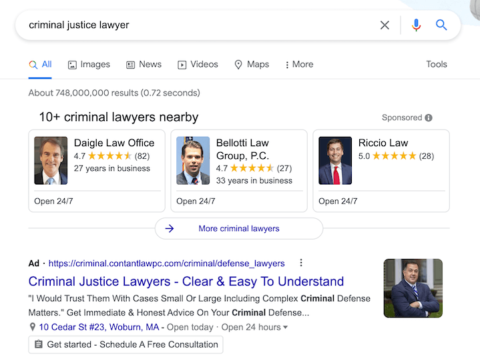 criminal justice lawyer
All Images News Videos Maps More Tools
About 748,000,000 results (0.72 seconds)
10+ criminal lawyers nearby Sponsored
Daigle Law Office
4.7 (82)
27 years in business
Open 24/7
Bellotti Law
Group, P.C.
4.7 (27)
33 years in business
Open 24/7
Riccio Law
5.0 (28)
Open 24/7
More criminal lawyers
Ad · https://criminal.contantlawpc.com/criminal/defense_lawyers
Criminal Justice Lawyers - Clear & Easy To Understand
"I Would Trust Them With Cases Small Or Large Including Complex Criminal Defense
Matters." Get Immediate & Honest Advice On Your Criminal Defense...
10 Cedar St #23, Woburn, MA - Open today · Open 24 hours
Get started - Schedule A Free Consultation